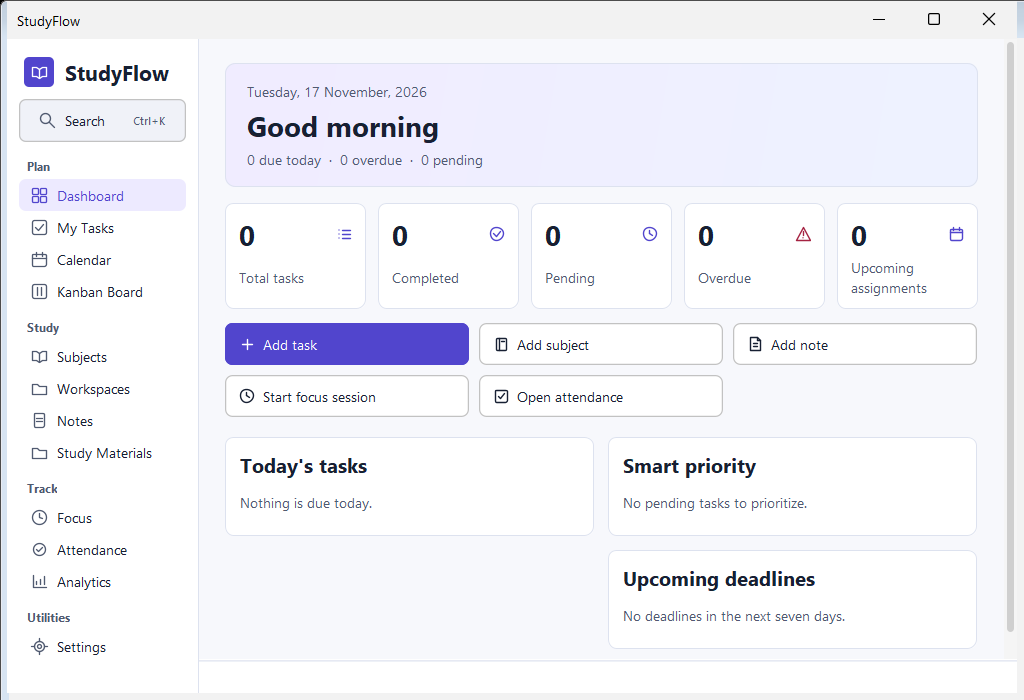 StudyFlow
StudyFlow
Search Ctrl+K
Plan
Dashboard
My Tasks
Calendar
Kanban Board
Study
Subjects
Workspaces
Notes
Study Materials
Track
Focus
Attendance
Analytics
Utilities
Settings
Tuesday, 17 November, 2026
Good morning
0 due today · 0 overdue · 0 pending
0
Total tasks
0
Completed
0
Pending
0
Overdue
0
Upcoming
assignments
Add task
Add subject
Add note
Start focus session
Open attendance
Today's tasks
Nothing is due today.
Smart priority
No pending tasks to prioritize.
Upcoming deadlines
No deadlines in the next seven days.